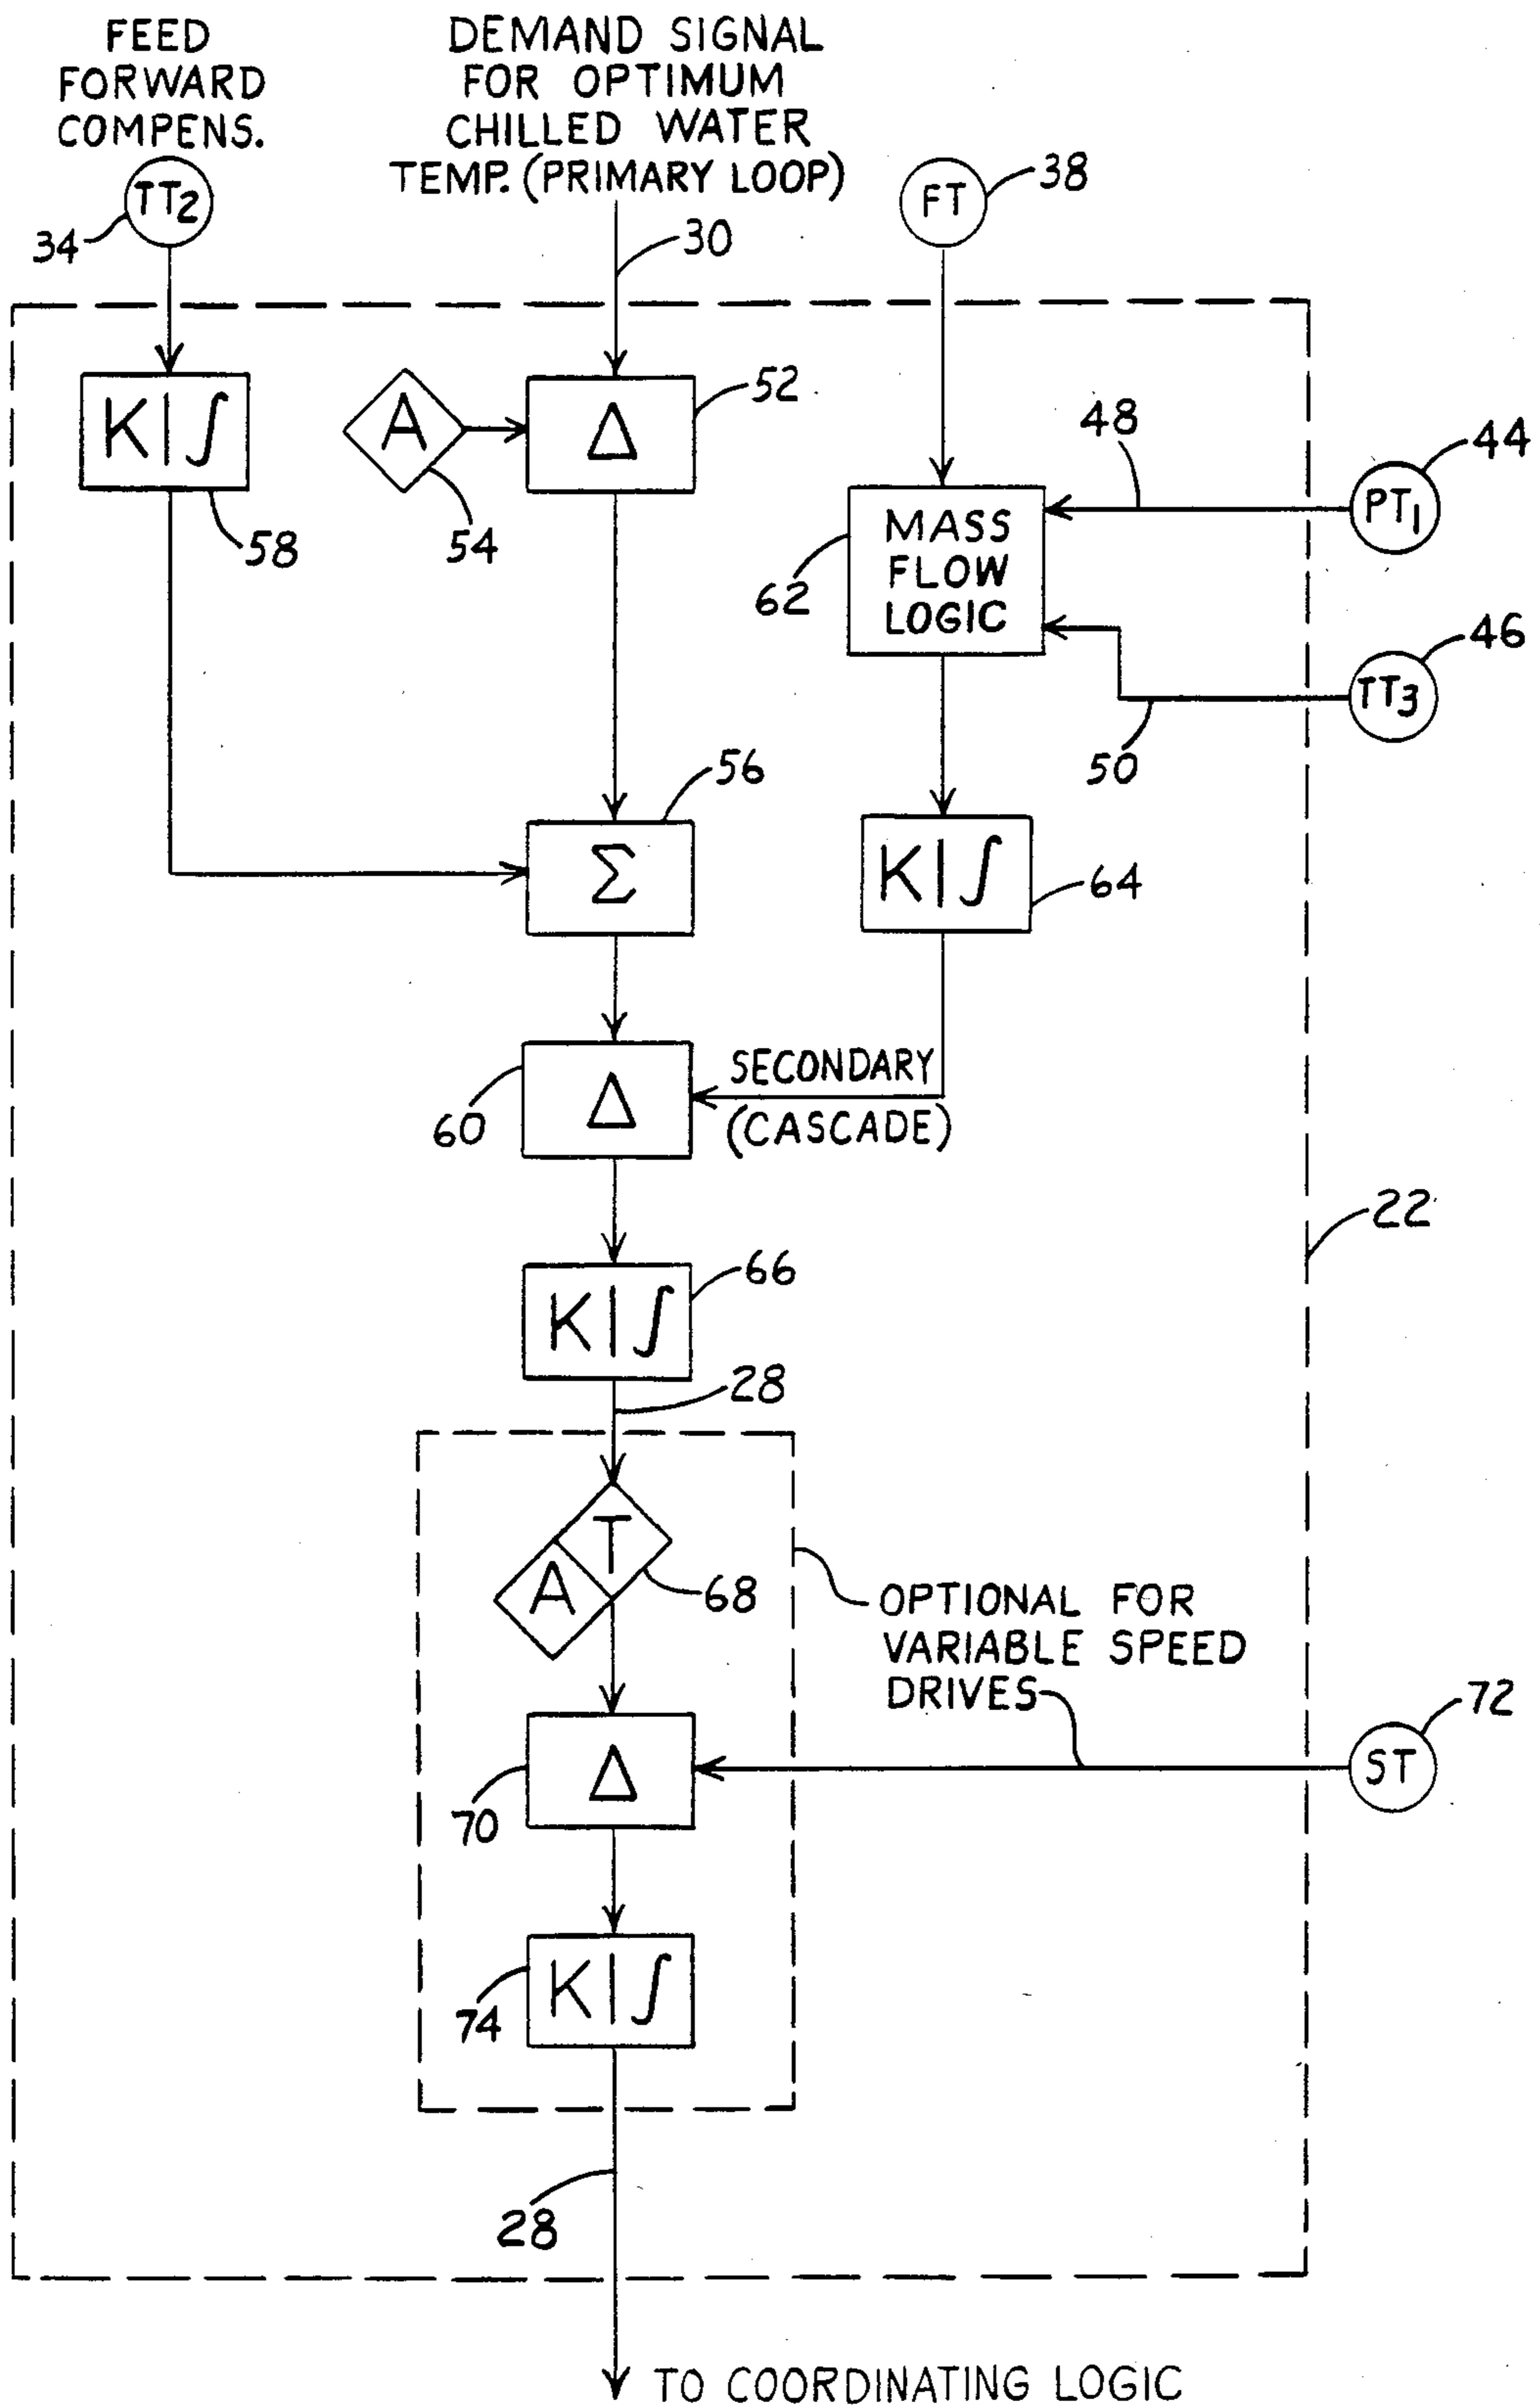 FEED
FORWARD
COMPENS.
DEMAND SIGNAL
FOR OPTIMUM
CHILLED WATER
TEMP. (PRIMARY LOOP)
TT2
34
30
FT
38
K|∫
58
A
54
Δ
52
48
PT1
44
MASS
FLOW
LOGIC
62
TT3
46
50
56
Σ
K|∫
64
Δ
60
SECONDARY
(CASCADE)
22
K|∫
66
28
T
A
68
OPTIONAL FOR
VARIABLE SPEED
DRIVES
Δ
70
ST
72
K|∫
74
28
TO COORDINATING LOGIC